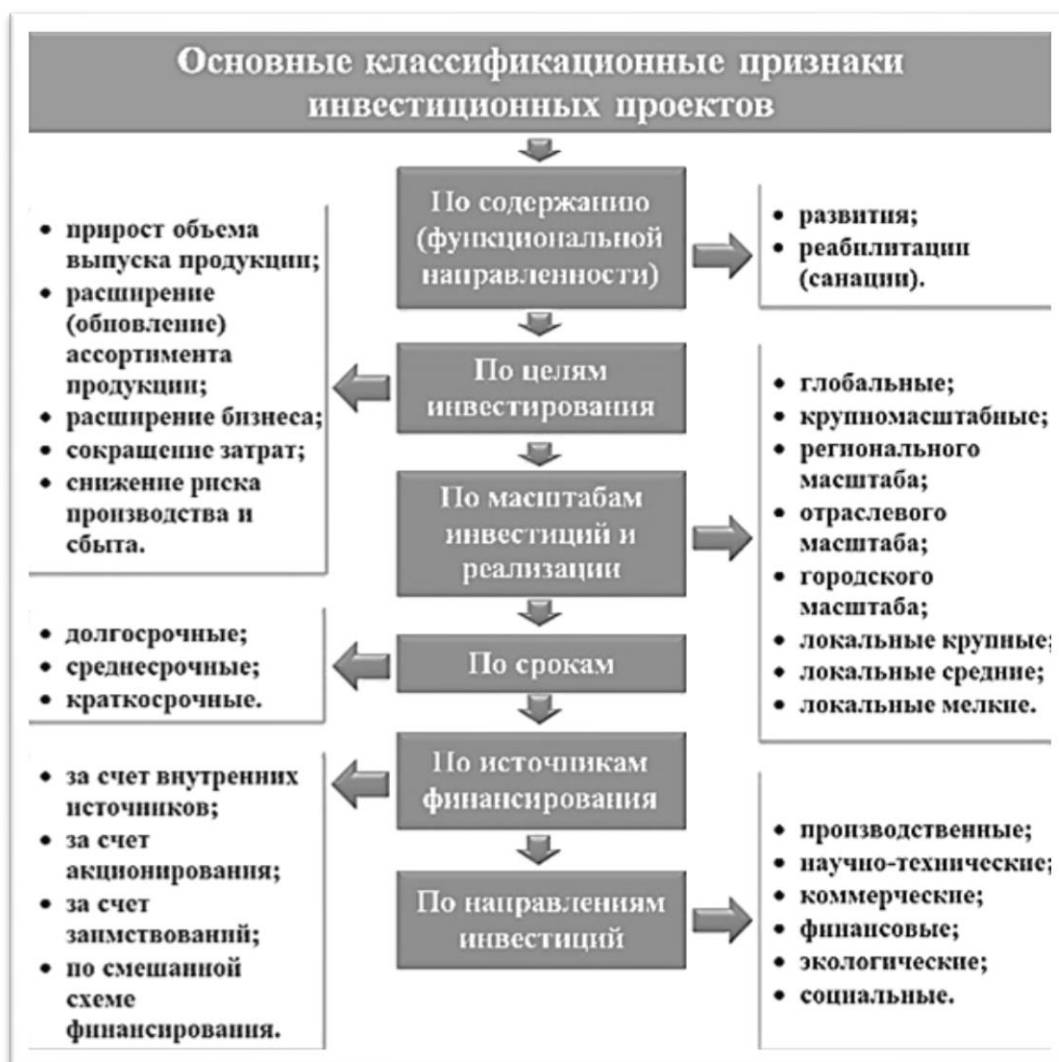 Основные классификационные признаки
инвестиционных проектов
По содержанию
(функциональной
направленности)
• развития;
• реабилитации
(санации).
По целям
инвестирования
• прирост объема
выпуска продукции;
• расширение
(обновление)
ассортимента
продукции;
• расширение бизнеса;
• сокращение затрат;
• снижение риска
производства и
сбыта.
По масштабам
инвестиций и
реализации
• глобальные;
• крупномасштабные;
• регионального
масштаба;
• отраслевого
масштаба;
• городского
масштаба;
• локальные крупные;
• локальные средние;
• локальные мелкие.
По срокам
• долгосрочные;
• среднесрочные;
• краткосрочные.
По источникам
финансирования
• за счет внутренних
источников;
• за счет
акционирования;
• за счет
заимствований;
• по смешанной
схеме
финансирования.
По направлениям
инвестиций
• производственные;
• научно-технические;
• коммерческие;
• финансовые;
• экологические;
• социальные.